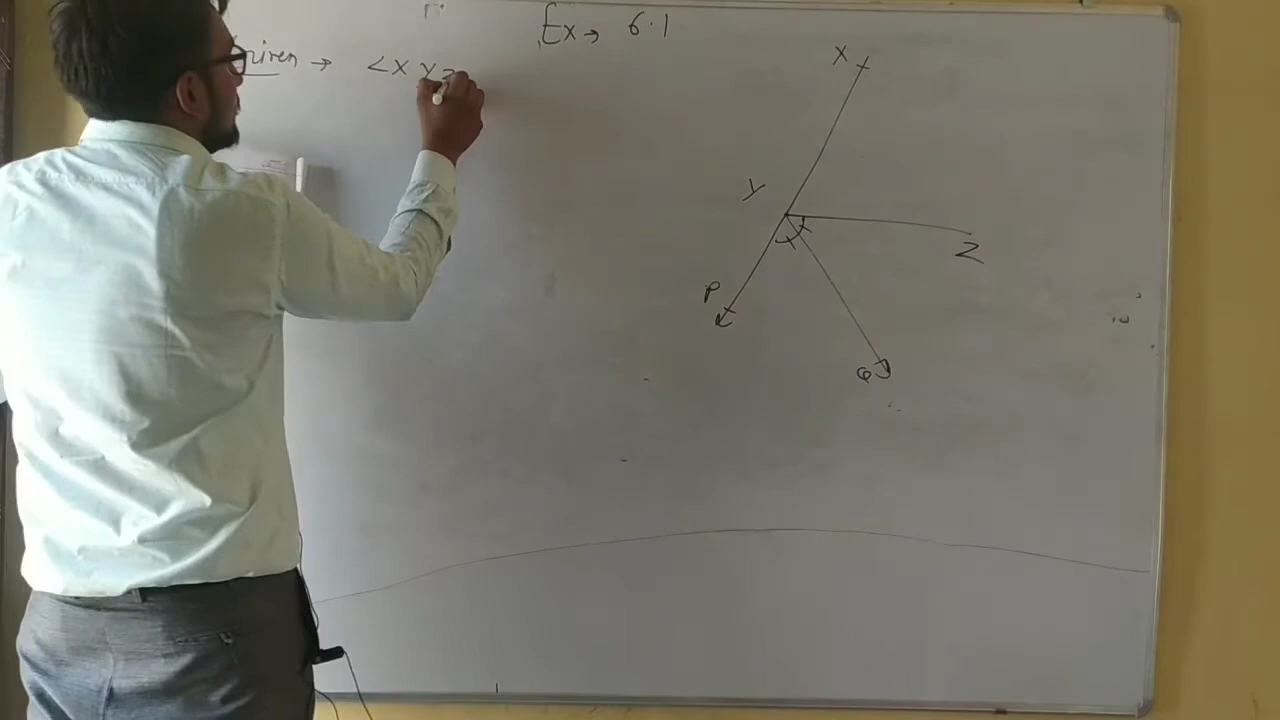 Ex → 6.1
Given → <XYZ
X
Y
Z
P
Q